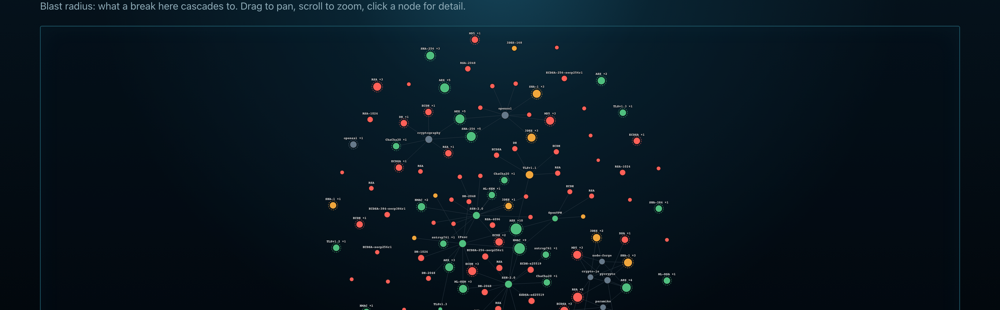 Blast radius: what a break here cascades to. Drag to pan, scroll to zoom, click a node for detail.
MD5 ×1
3DES-168
SHA-256 ×3
RSA-2048
ECDSA-256-secp256r1
AES ×2
RSA ×3
AES ×5
SHA-1 ×3
ECDH ×1
TLSv1.3 ×1
openssl
RSA-1024
AES ×5
MD5 ×3
DH ×1
SHA-256 ×5
3DES ×3
cryptography
ECDSA ×1
openssl ×1
ChaCha20 ×1
DH
RSA ×1
ECDSA
ECDH
ECDSA ×1
RSA
TLSv1.1
RSA
RSA-1024
ChaCha20 ×1
RSA
ML-KEM ×1
ECDH
RSA
DH-2048
SHA-1 ×1
HMAC ×2
3DES ×1
SHA-384 ×1
ECDSA-384-secp384r1
SSH-2.0
OpenVPN
ECDH ×1
RSA-4096
AES ×10
3DES ×2
DSA ×1
sntrup761 ×1
IPsec
ECDH ×2
HMAC ×9
TLSv1.2 ×1
ECDSA-secp256r1
ECDSA-256-secp256r1
sntrup761 ×1
MD5 ×3
DH-1024
node-forge
SHA-1 ×3
AES ×3
ECDH ×3
RSA
ECDH-x25519
crypto-js
pycrypto
DH-2048
SSH-2.0
ChaCha20 ×1
ML-DSA ×1
AES ×4
ML-KEM ×3
DH-2048
RSA ×5
EdDSA-ed25519
paramiko
HMAC ×1
TLSv1.3
RSA
ECDSA ×3